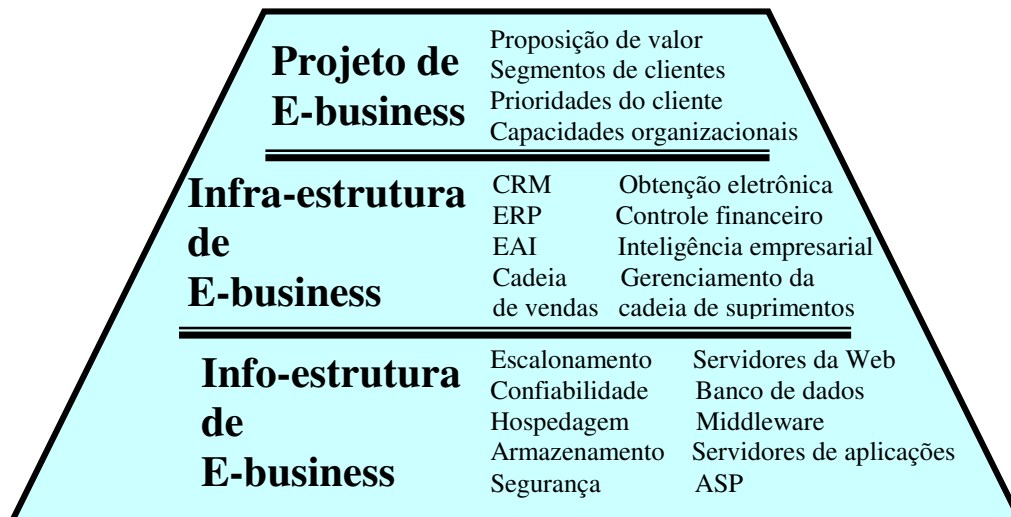 Projeto de
E-business
Proposição de valor
Segmentos de clientes
Prioridades do cliente
Capacidades organizacionais
Infra-estrutura
de
E-business
CRM Obtenção eletrônica
ERP Controle financeiro
EAI Inteligência empresarial
Cadeia Gerenciamento da
de vendas cadeia de suprimentos
Info-estrutura
de
E-business
Escalonamento Servidores da Web
Confiabilidade Banco de dados
Hospedagem Middleware
Armazenamento Servidores de aplicações
Segurança ASP